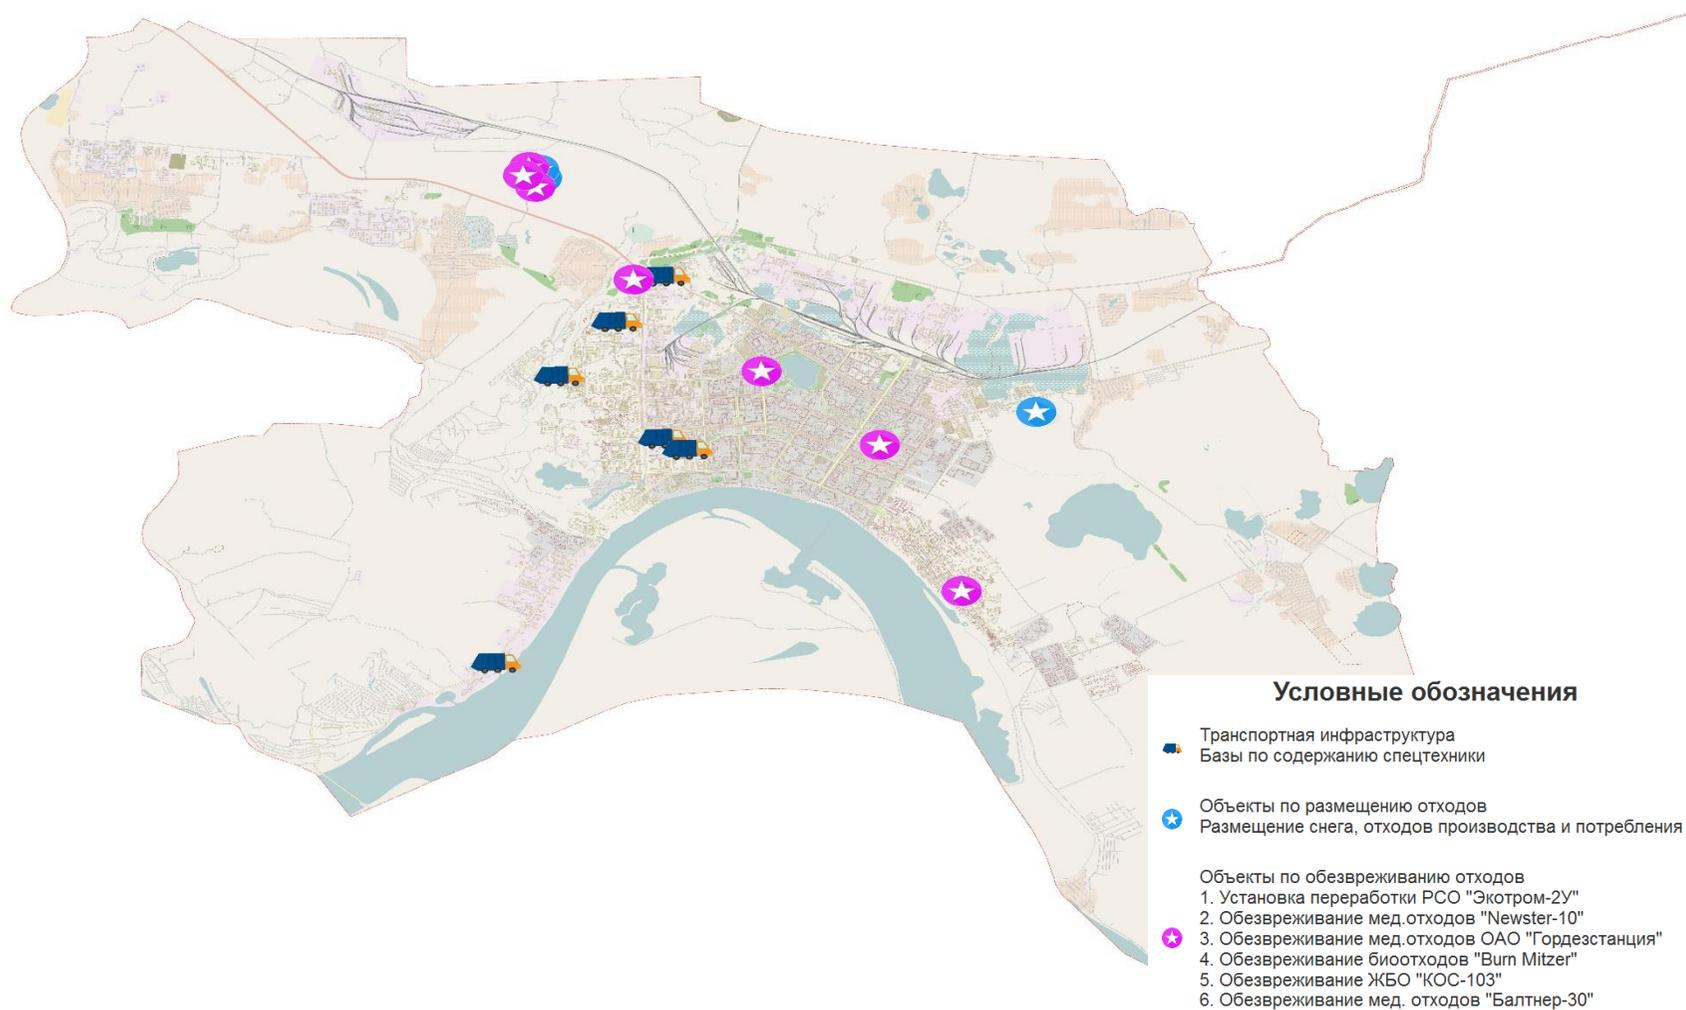 Условные обозначения
Транспортная инфраструктура
Базы по содержанию спецтехники
Объекты по размещению отходов
Размещение снега, отходов производства и потребления
Объекты по обезвреживанию отходов
1. Установка переработки РСО "Экотром-2У"
2. Обезвреживание мед.отходов "Newster-10"
3. Обезвреживание мед.отходов ОАО "Гордезстанция"
4. Обезвреживание биоотходов "Burn Mitzer"
5. Обезвреживание ЖБО "КОС-103"
6. Обезвреживание мед. отходов "Балтнер-30"